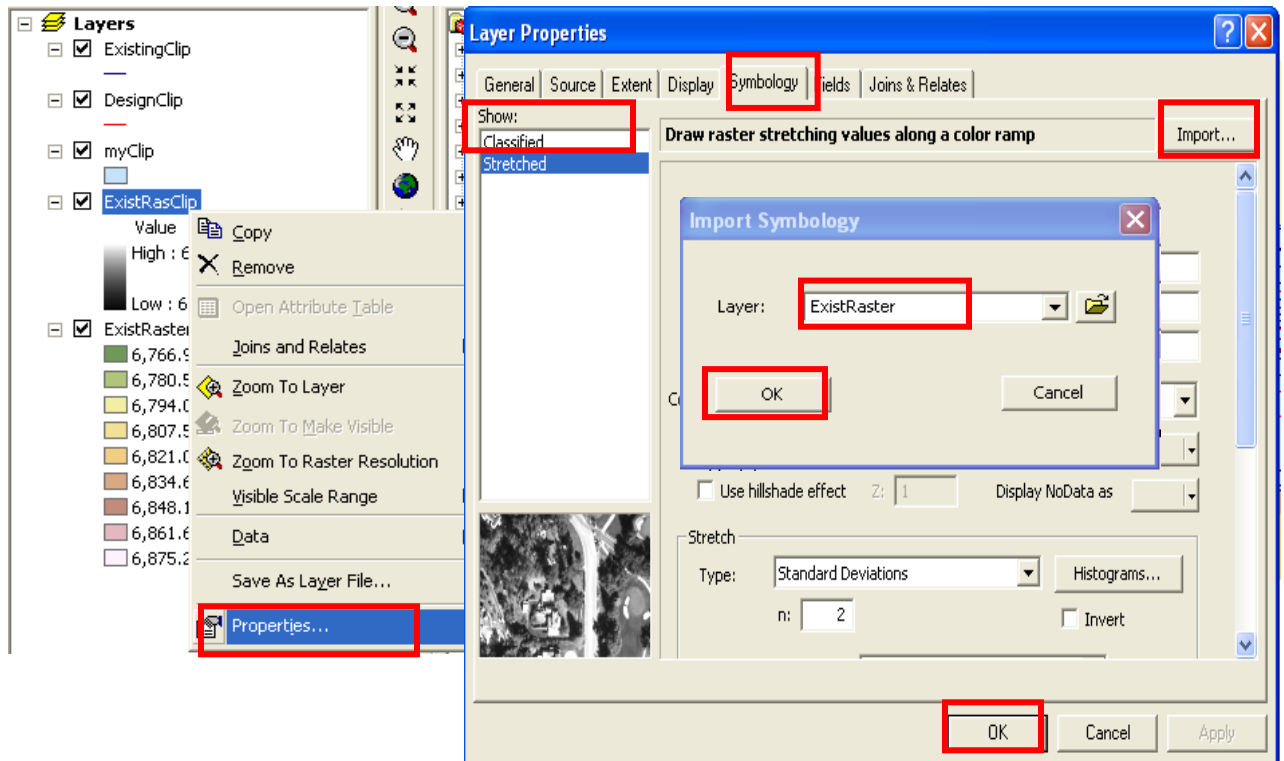 Layers
ExistingClip
DesignClip
myClip
ExistRasClip
Value
High : 6
Low : 6
ExistRaster
6,766.9
6,780.5
6,794.0
6,807.5
6,821.0
6,834.6
6,848.1
6,861.6
6,875.2
Copy
Remove
Open Attribute Table
Joins and Relates
Zoom To Layer
Zoom To Make Visible
Zoom To Raster Resolution
Visible Scale Range
Data
Save As Layer File...
Properties...
Layer Properties
General Source Extent Display Symbology Fields Joins & Relates
Show:
Classified
Stretched
Draw raster stretching values along a color ramp
Import...
Import Symbology
Layer: ExistRaster
OK Cancel
Use hillshade effect Z: 1 Display NoData as
Stretch
Type: Standard Deviations Histograms...
n: 2 Invert
OK Cancel Apply